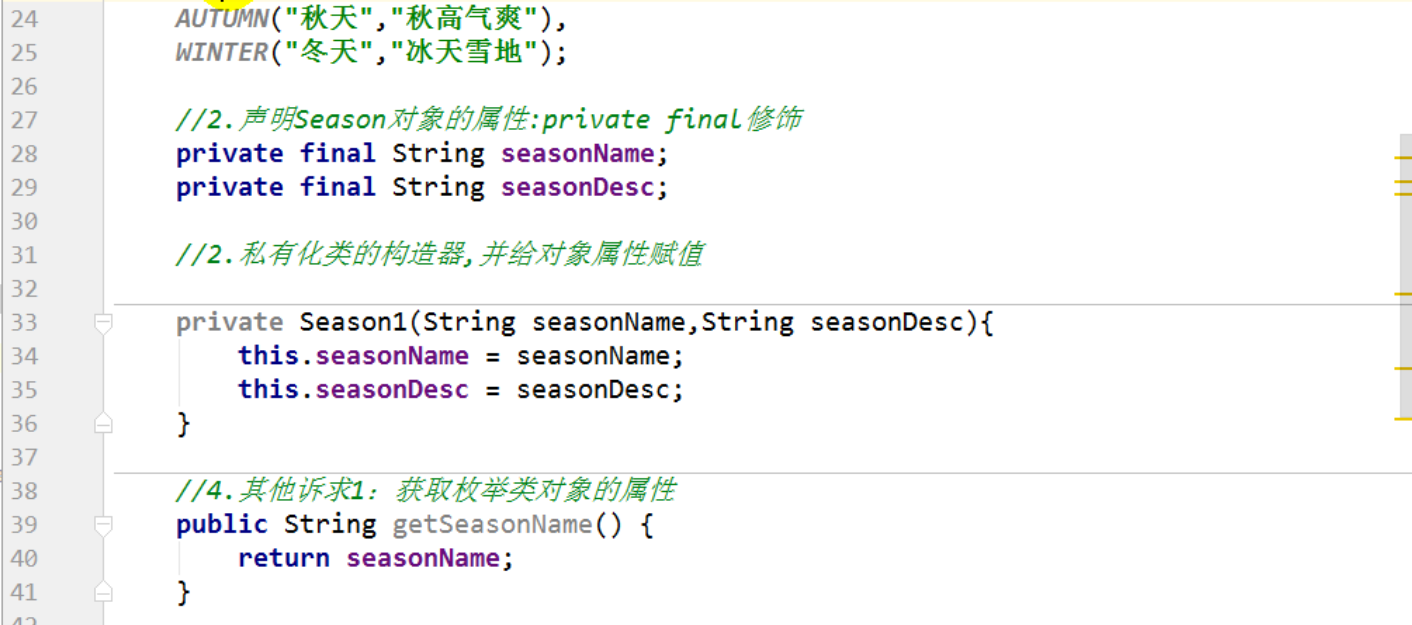 24 AUTUMN("秋天","秋高气爽"),
25 WINTER("冬天","冰天雪地");
26
27 //2.声明Season对象的属性:private final修饰
28 private final String seasonName;
29 private final String seasonDesc;
30
31 //2.私有化类的构造器,并给对象属性赋值
32
33 private Season1(String seasonName,String seasonDesc){
34 this.seasonName = seasonName;
35 this.seasonDesc = seasonDesc;
36 }
37
38 //4.其他诉求1：获取枚举类对象的属性
39 public String getSeasonName() {
40 return seasonName;
41 }
42